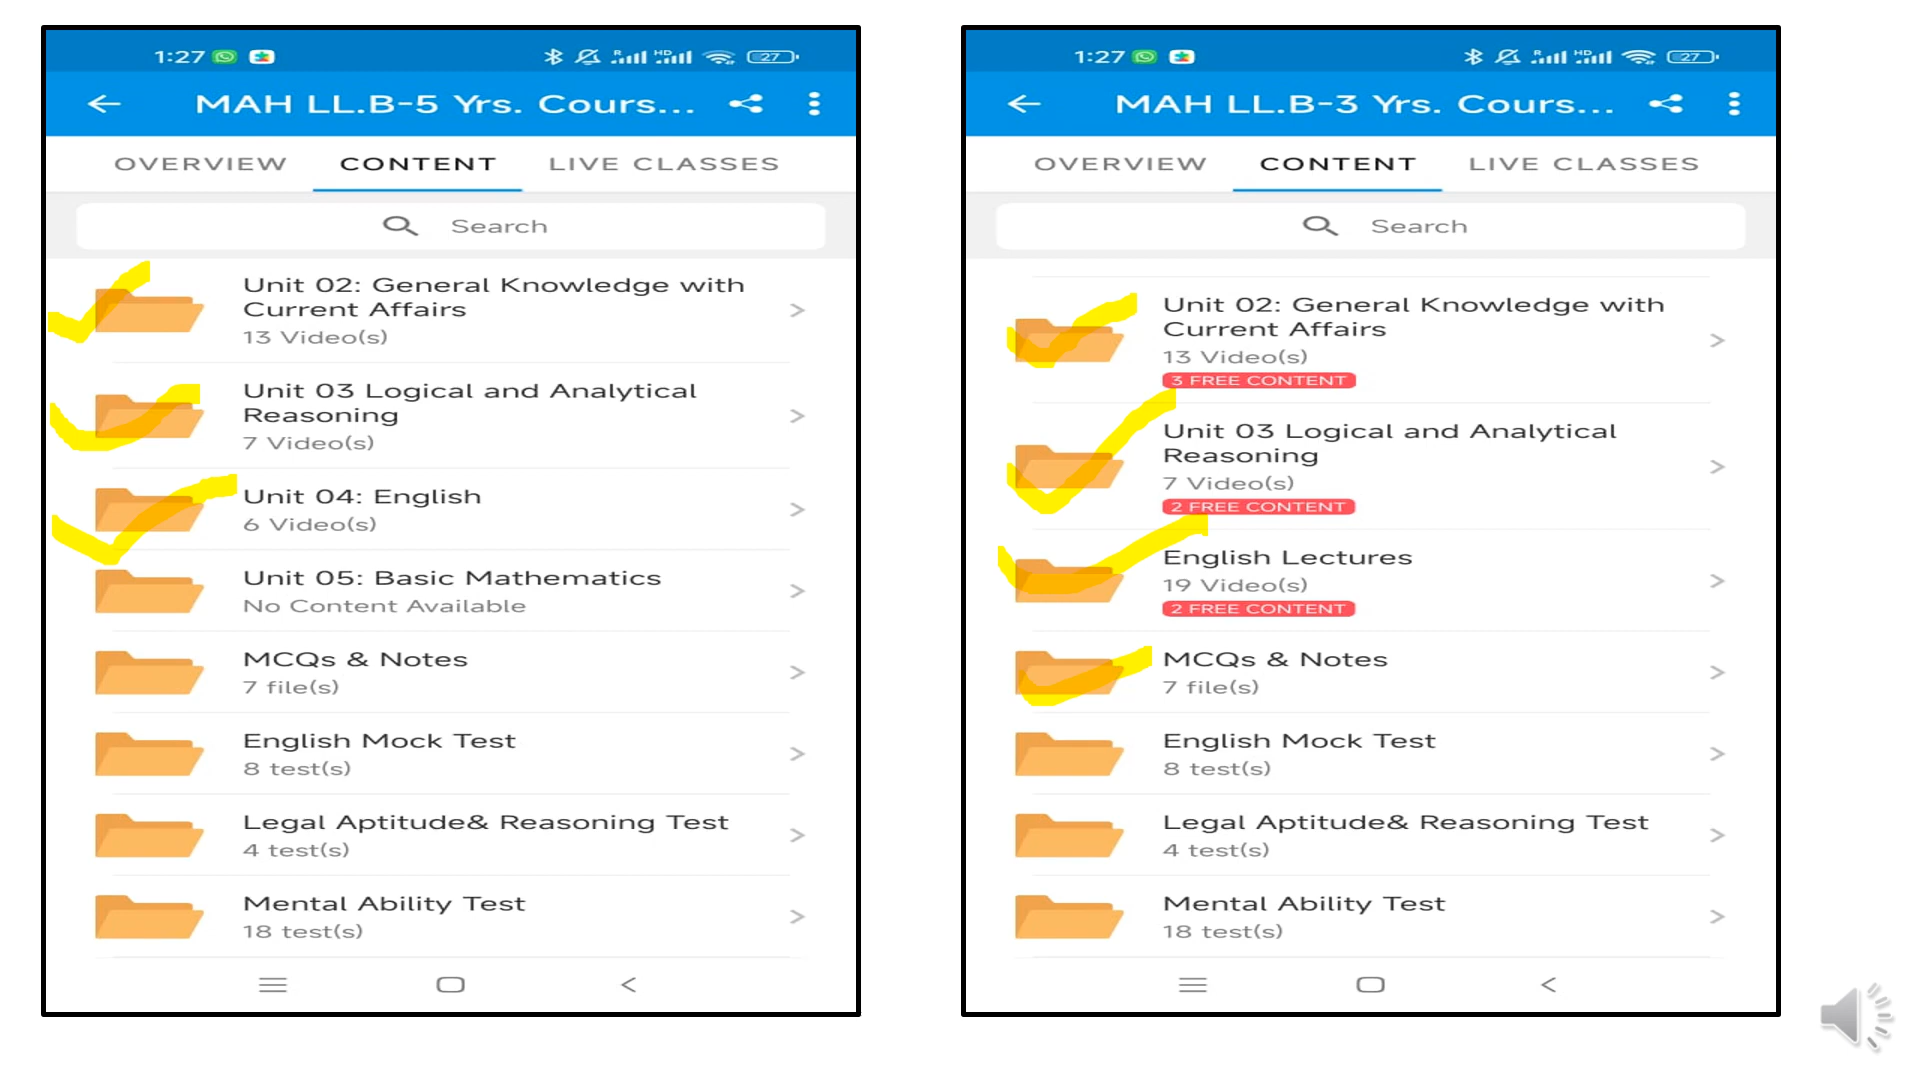 1:27
27
MAH LL.B-5 Yrs. Cours...
OVERVIEW CONTENT LIVE CLASSES
Search
Unit 02: General Knowledge with
Current Affairs
13 Video(s)
Unit 03 Logical and Analytical
Reasoning
7 Video(s)
Unit 04: English
6 Video(s)
Unit 05: Basic Mathematics
No Content Available
MCQs & Notes
7 file(s)
English Mock Test
8 test(s)
Legal Aptitude& Reasoning Test
4 test(s)
Mental Ability Test
18 test(s)
1:27
27
MAH LL.B-3 Yrs. Cours...
OVERVIEW CONTENT LIVE CLASSES
Search
Unit 02: General Knowledge with
Current Affairs
13 Video(s)
3 FREE CONTENT
Unit 03 Logical and Analytical
Reasoning
7 Video(s)
2 FREE CONTENT
English Lectures
19 Video(s)
2 FREE CONTENT
MCQs & Notes
7 file(s)
English Mock Test
8 test(s)
Legal Aptitude& Reasoning Test
4 test(s)
Mental Ability Test
18 test(s)